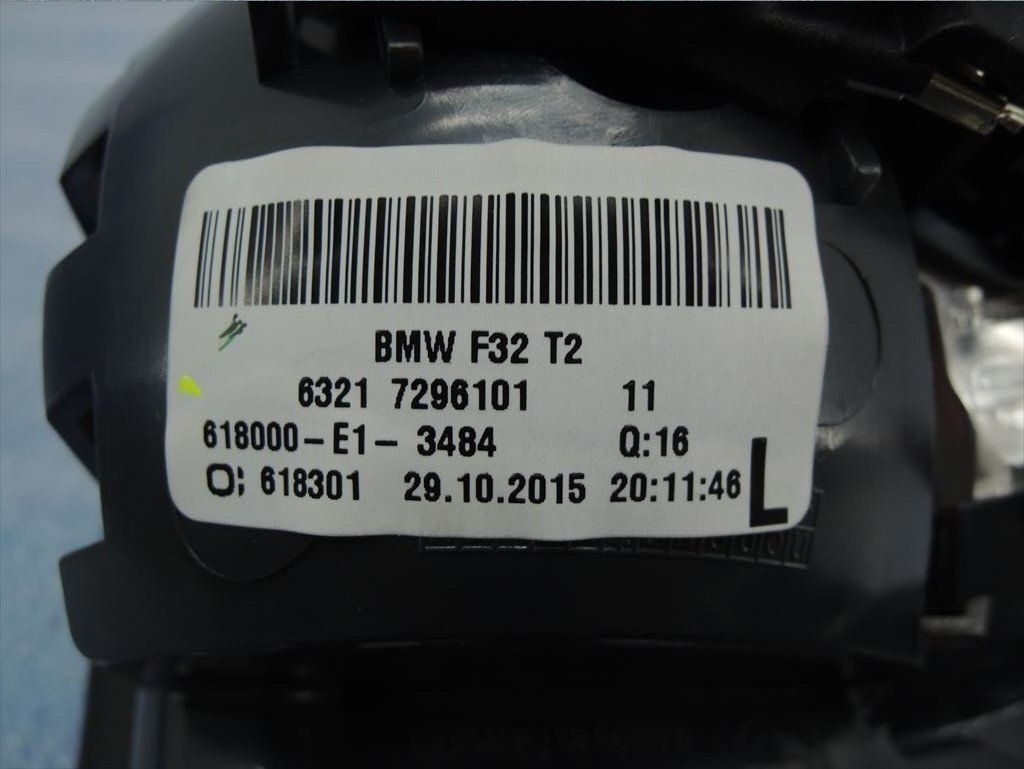 BMW F32 T2
6321 7296101 11
618000-E1-3484 Q:16
O; 618301 29.10.2015 20:11:46 L